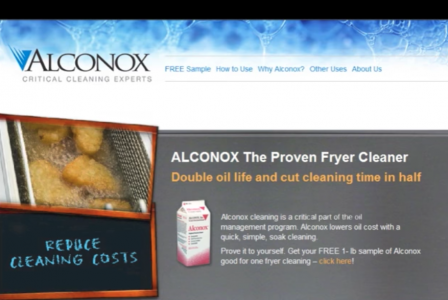 ALCONOX
CRITICAL CLEANING EXPERTS
FREE Sample How to Use Why Alconox? Other Uses About Us
ALCONOX The Proven Fryer Cleaner
Double oil life and cut cleaning time in half
Alconox
Alconox cleaning is a critical part of the oil
management program. Alconox lowers oil cost with a
quick, simple, soak cleaning.
Prove it to yourself. Get your FREE 1- lb sample of Alconox
good for one fryer cleaning – click here!
REDUCE
CLEANING COSTS